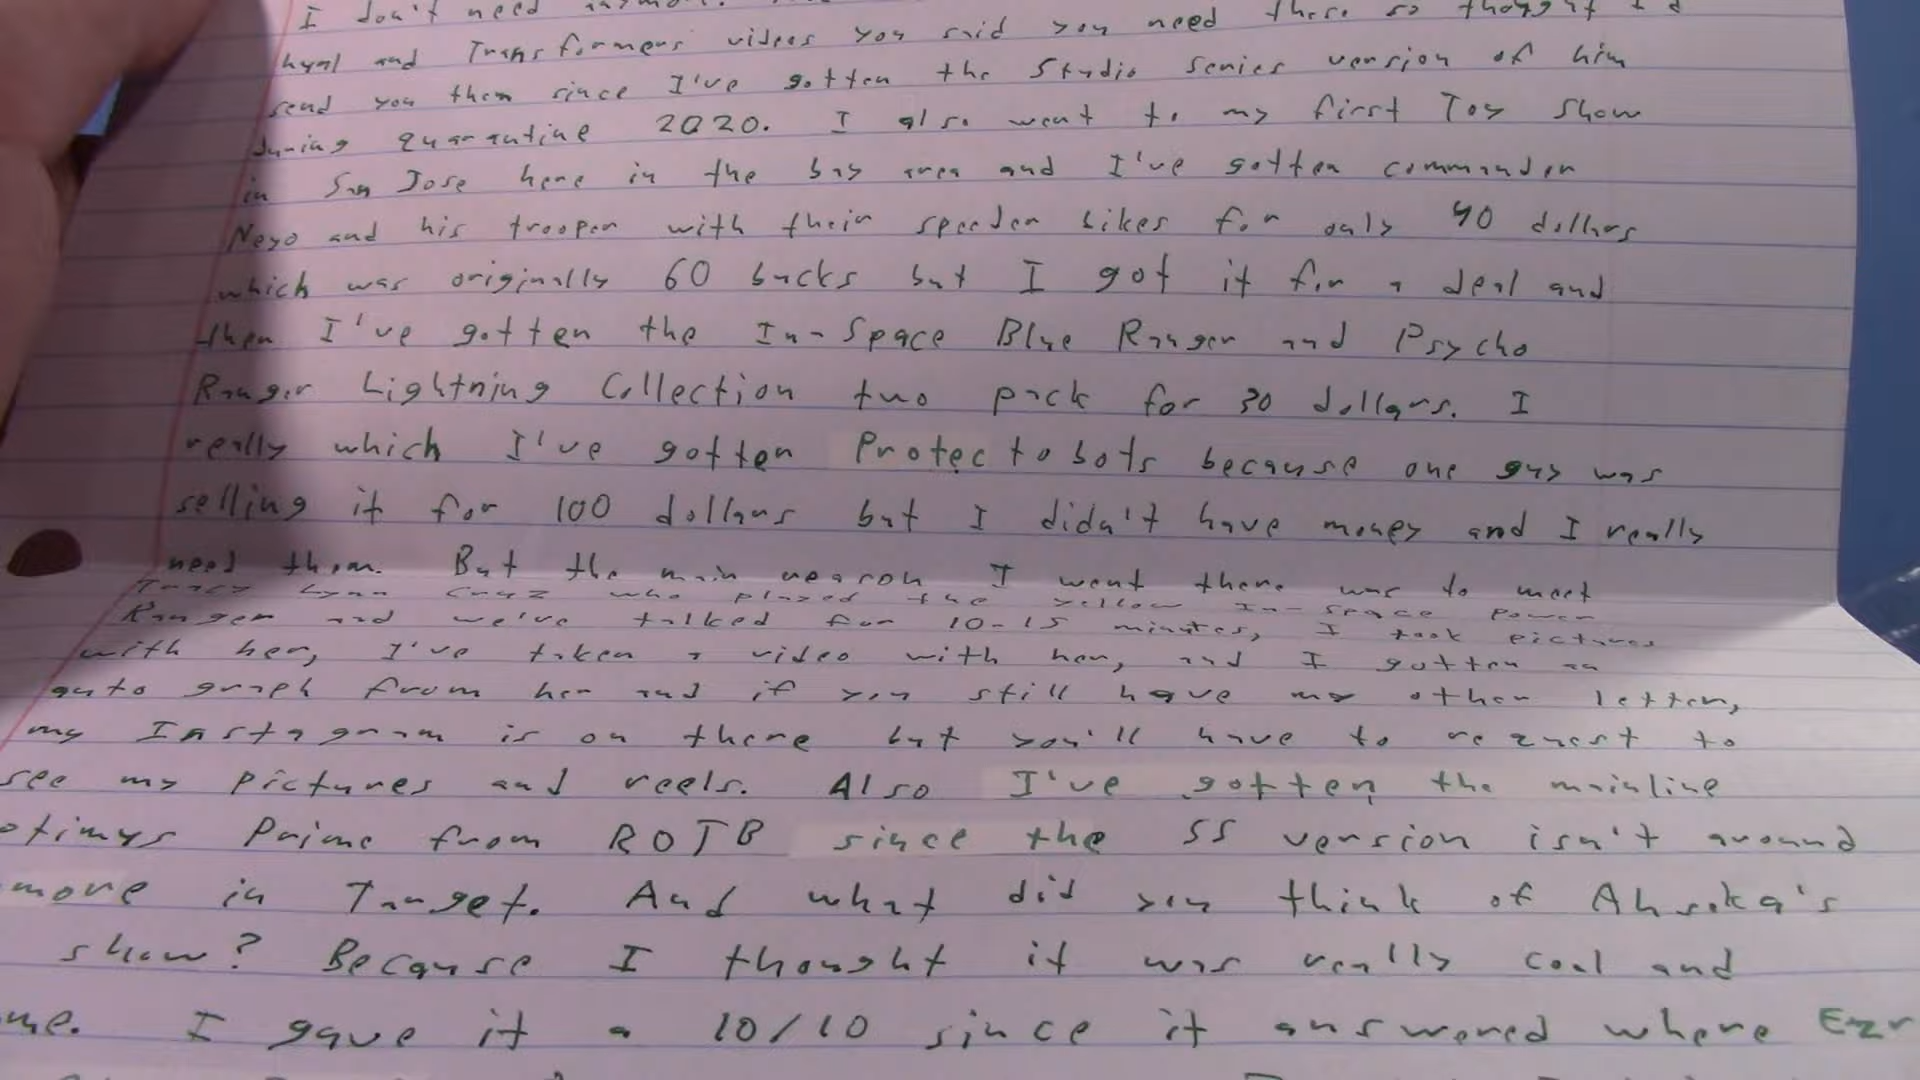 I don't need
hyal and Transformers videos you said you need these so thought I'd
send you them since I've gotten the Studio Series version of him
during quarantine 2020. I also went to my first Toy Show
in San Jose here in the bay area and I've gotten commander
Neyo and his trooper with their speeder bikes for only 40 dollars
which was originally 60 bucks but I got it for a deal and
then I've gotten the In-Space Blue Ranger and Psycho
Ranger Lightning Collection two pack for 30 dollars. I
really which I've gotten Protectobots because one guy was
selling it for 100 dollars but I didn't have money and I really
need them. But the main reason I went there was to meet
Tracy Lynn Cruz who played the yellow In-Space Power
Ranger and we've talked for 10-15 minutes, I took pictures
with her, I've taken a video with her, and I gotten an
auto graph from her and if you still have my other letter,
my Instagram is on there but you'll have to request to
see my pictures and reels. Also I've gotten the mainline
otimus Prime from ROTB since the SS version isn't around
more in Target. And what did you think of Ahsoka's
show? Because I thought it was really cool and
me. I gave it a 10/10 since it answered where Ezr